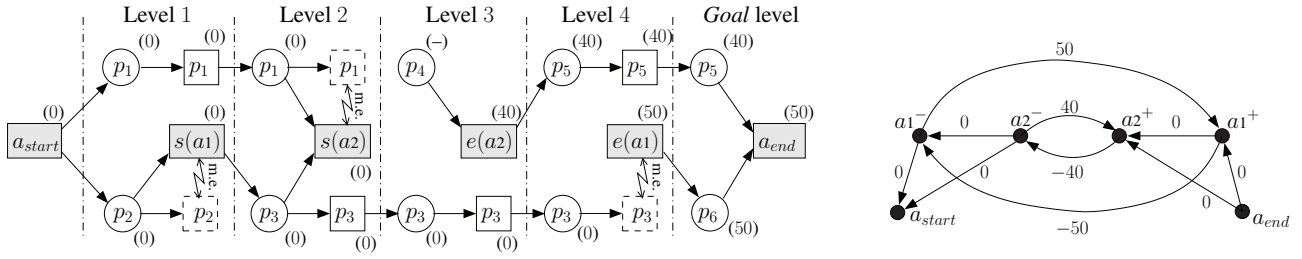 Level 1 Level 2 Level 3 Level 4 Goal level
(0) (0) (0) (−) (40) (40) (40)
p1 p1 p1 p1 p4 p5 p5 p5
50
(0) (0) m.e. (40) (50) (50)
a_start s(a1) s(a2) e(a2) e(a1) a_end
a1− 0 a2− 40 a2+ 0 a1+
m.e. (0) m.e.
0 0 −40 0 0
p2 p2 p3 p3 p3 p3 p3 p3 p6
a_start a_end
(0) (0) (0) (0) (0) (0) (50)
−50